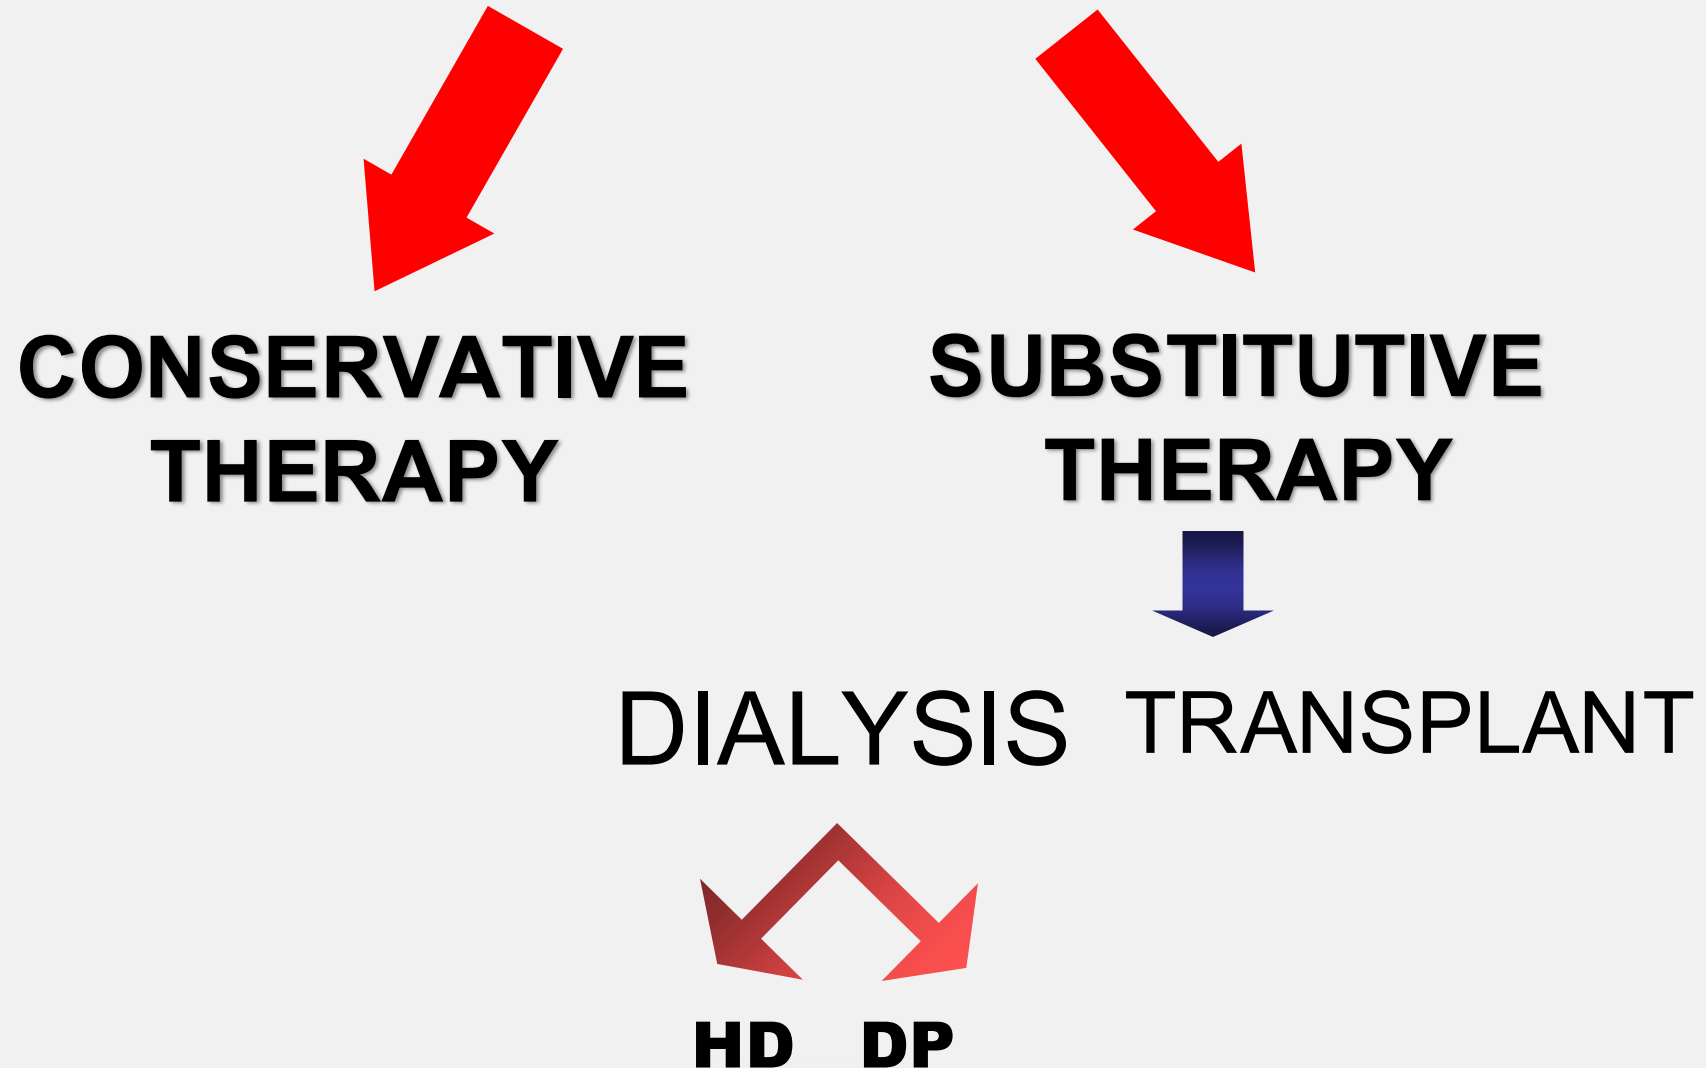 CONSERVATIVE
THERAPY
SUBSTITUTIVE
THERAPY
DIALYSIS TRANSPLANT
HD DP